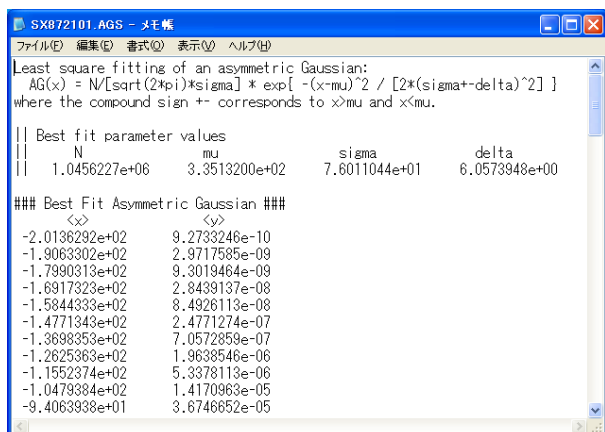 SX872101.AGS - メモ帳
ファイル(F) 編集(E) 書式(O) 表示(V) ヘルプ(H)
Least square fitting of an asymmetric Gaussian:
AG(x) = N/[sqrt(2*pi)*sigma] * exp[ -(x-mu)^2 / [2*(sigma+-delta)^2] ]
where the compound sign +- corresponds to x>mu and x<mu.
|| Best fit parameter values
|| N mu sigma delta
|| 1.0456227e+06 3.3513200e+02 7.6011044e+01 6.0573948e+00
### Best Fit Asymmetric Gaussian ###
<x> <y>
-2.0136292e+02 9.2733246e-10
-1.9063302e+02 2.9717585e-09
-1.7990313e+02 9.3019464e-09
-1.6917323e+02 2.8439137e-08
-1.5844333e+02 8.4926113e-08
-1.4771343e+02 2.4771274e-07
-1.3698353e+02 7.0572859e-07
-1.2625363e+02 1.9638546e-06
-1.1552374e+02 5.3378113e-06
-1.0479384e+02 1.4170963e-05
-9.4063938e+01 3.6746652e-05